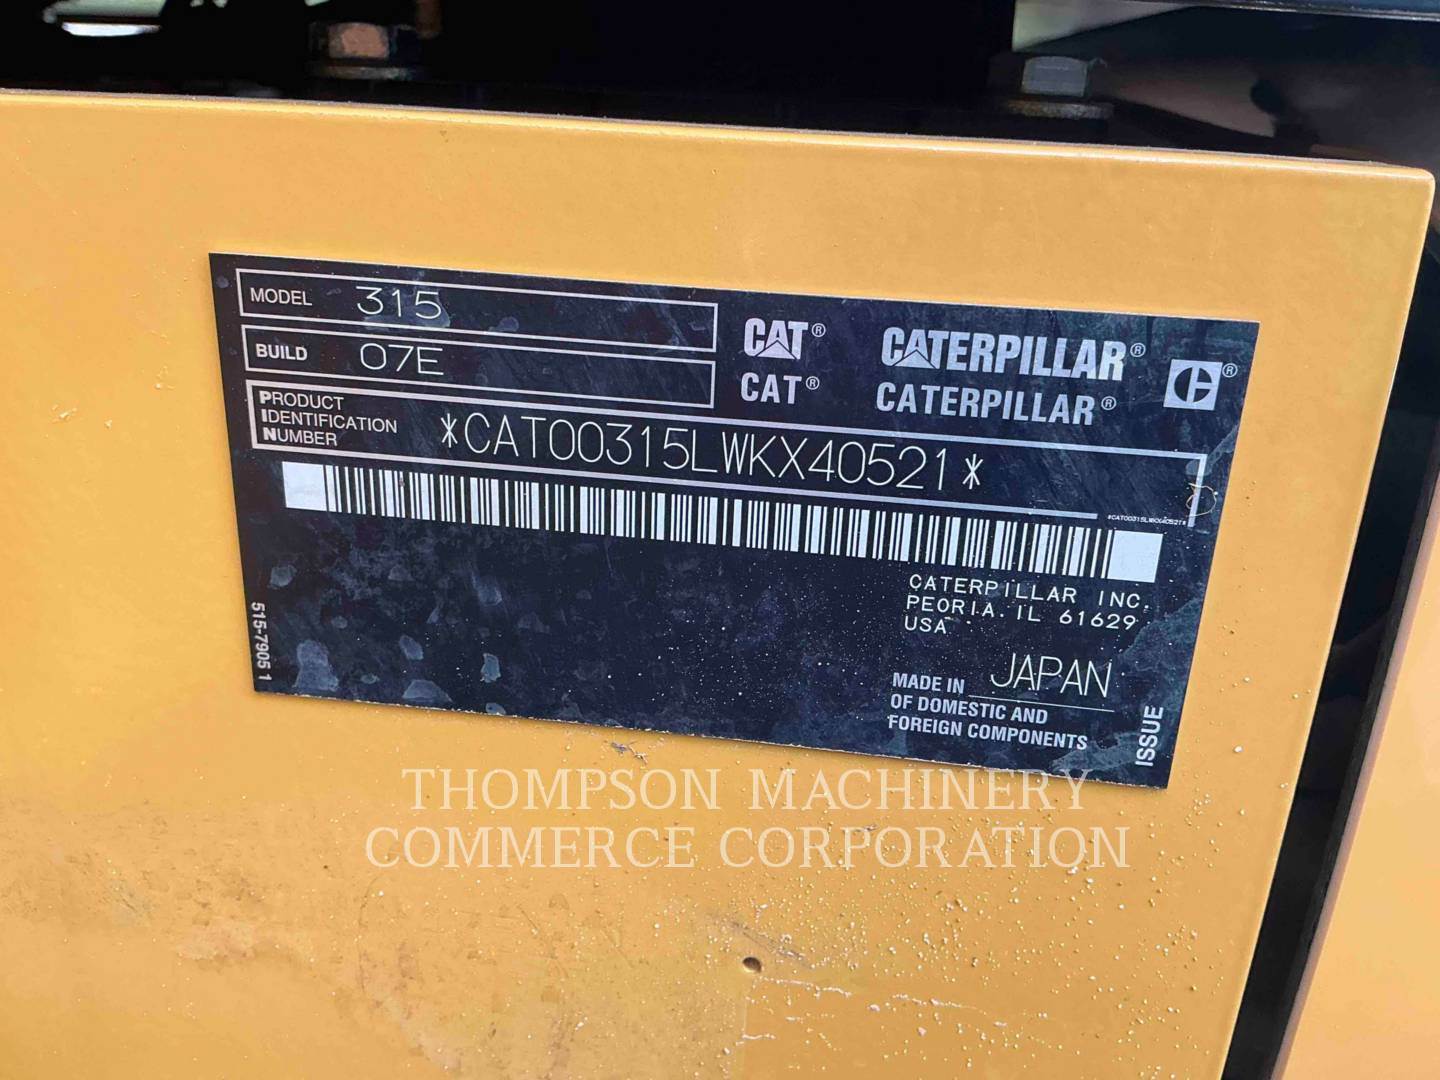 MODEL 315
BUILD 07E
PRODUCT
IDENTIFICATION
NUMBER
*CAT00315LWKX40521*
CAT® CATERPILLAR®
CAT® CATERPILLAR®
®
*CAT00315LWKX40521*
CATERPILLAR INC.
PEORIA. IL 61629
USA
MADE IN JAPAN
OF DOMESTIC AND
FOREIGN COMPONENTS
515-7905 1
ISSUE
THOMPSON MACHINERY
COMMERCE CORPORATION